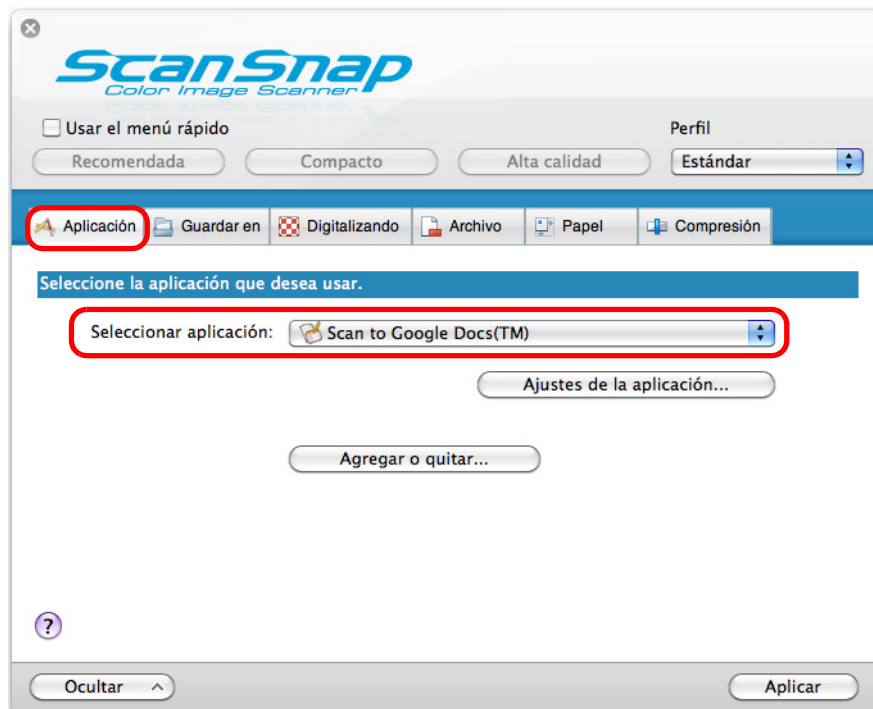 ScanSnap
Color Image Scanner
Usar el menú rápido
Perfil
Recomendada Compacto Alta calidad Estándar
Aplicación Guardar en Digitalizando Archivo Papel Compresión
Seleccione la aplicación que desea usar.
Seleccionar aplicación: Scan to Google Docs(TM)
Ajustes de la aplicación...
Agregar o quitar...
?
Ocultar Aplicar